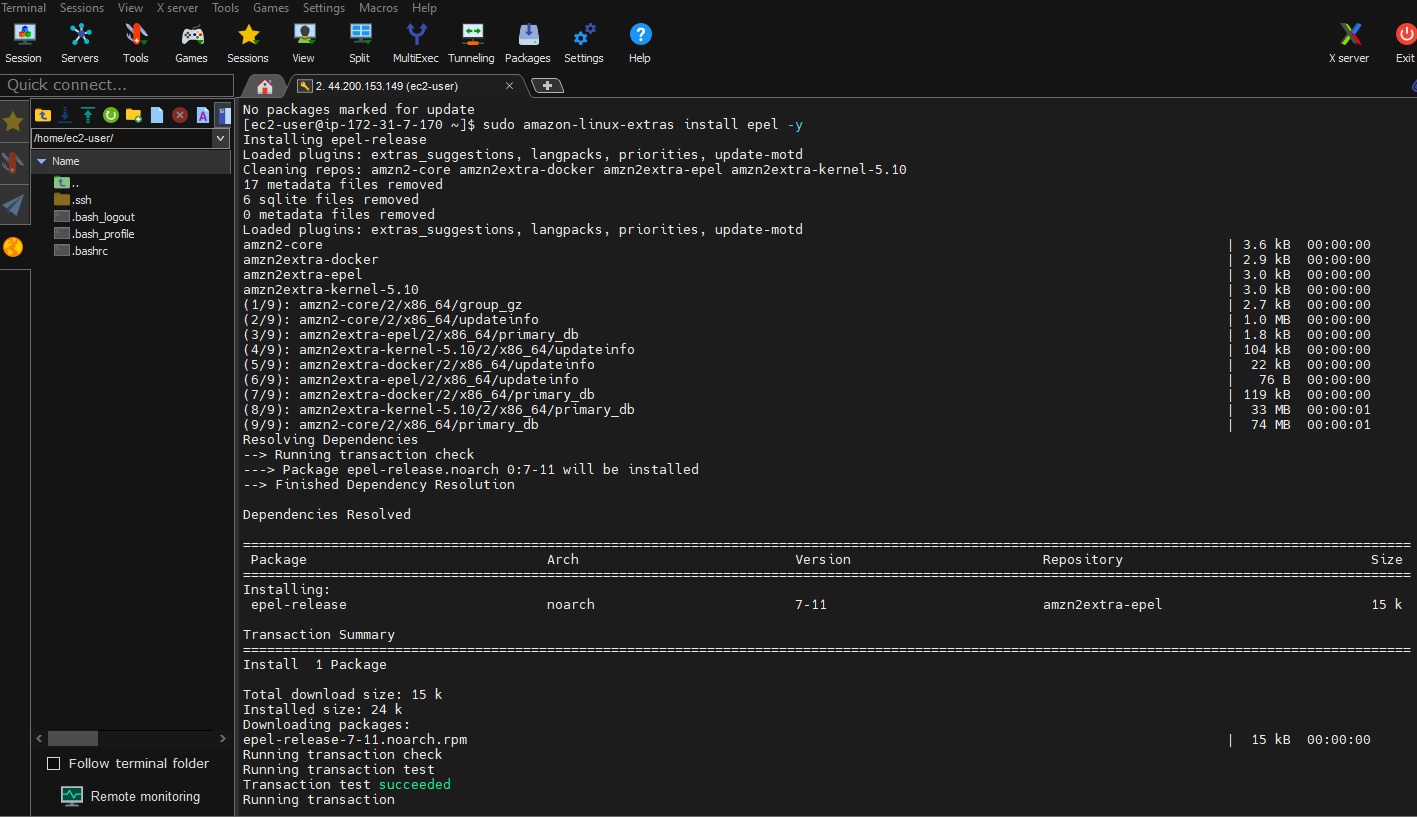 Terminal Sessions View X server Tools Games Settings Macros Help
Session Servers Tools Games Sessions View Split MultiExec Tunneling Packages Settings Help X server Exit
Quick connect...
2. 44.200.153.149 (ec2-user)
/home/ec2-user/
Name
..
.ssh
.bash_logout
.bash_profile
.bashrc
Follow terminal folder
Remote monitoring
No packages marked for update
[ec2-user@ip-172-31-7-170 ~]$ sudo amazon-linux-extras install epel -y
Installing epel-release
Loaded plugins: extras_suggestions, langpacks, priorities, update-motd
Cleaning repos: amzn2-core amzn2extra-docker amzn2extra-epel amzn2extra-kernel-5.10
17 metadata files removed
6 sqlite files removed
0 metadata files removed
Loaded plugins: extras_suggestions, langpacks, priorities, update-motd
amzn2-core | 3.6 kB 00:00:00
amzn2extra-docker | 2.9 kB 00:00:00
amzn2extra-epel | 3.0 kB 00:00:00
amzn2extra-kernel-5.10 | 3.0 kB 00:00:00
(1/9): amzn2-core/2/x86_64/group_gz | 2.7 kB 00:00:00
(2/9): amzn2-core/2/x86_64/updateinfo | 1.0 MB 00:00:00
(3/9): amzn2extra-epel/2/x86_64/primary_db | 1.8 kB 00:00:00
(4/9): amzn2extra-kernel-5.10/2/x86_64/updateinfo | 104 kB 00:00:00
(5/9): amzn2extra-docker/2/x86_64/updateinfo | 22 kB 00:00:00
(6/9): amzn2extra-epel/2/x86_64/updateinfo | 76 B 00:00:00
(7/9): amzn2extra-docker/2/x86_64/primary_db | 119 kB 00:00:00
(8/9): amzn2extra-kernel-5.10/2/x86_64/primary_db | 33 MB 00:00:01
(9/9): amzn2-core/2/x86_64/primary_db | 74 MB 00:00:01
Resolving Dependencies
--> Running transaction check
---> Package epel-release.noarch 0:7-11 will be installed
--> Finished Dependency Resolution
Dependencies Resolved
Package Arch Version Repository Size
Installing:
epel-release noarch 7-11 amzn2extra-epel 15 k
Transaction Summary
Install 1 Package
Total download size: 15 k
Installed size: 24 k
Downloading packages:
epel-release-7-11.noarch.rpm | 15 kB 00:00:00
Running transaction check
Running transaction test
Transaction test succeeded
Running transaction